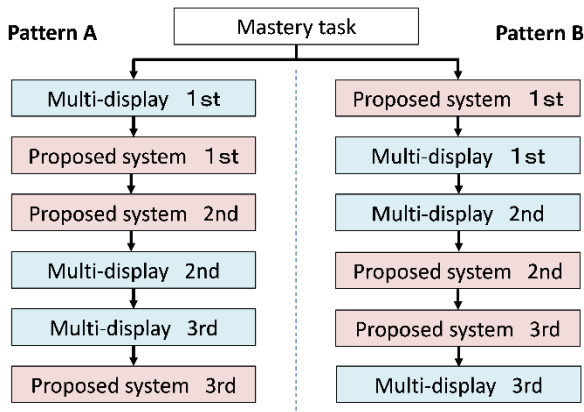 Mastery task
Pattern A
Multi-display 1st
Proposed system 1st
Proposed system 2nd
Multi-display 2nd
Multi-display 3rd
Proposed system 3rd
Pattern B
Proposed system 1st
Multi-display 1st
Multi-display 2nd
Proposed system 2nd
Proposed system 3rd
Multi-display 3rd